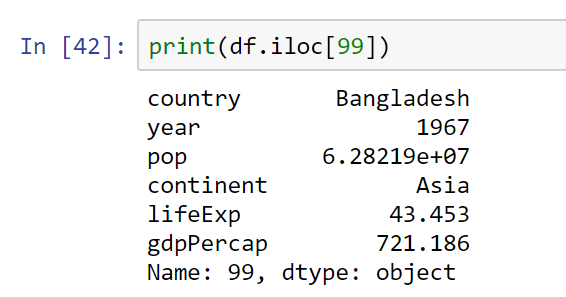 In [42]: print(df.iloc[99])
country Bangladesh
year 1967
pop 6.28219e+07
continent Asia
lifeExp 43.453
gdpPercap 721.186
Name: 99, dtype: object